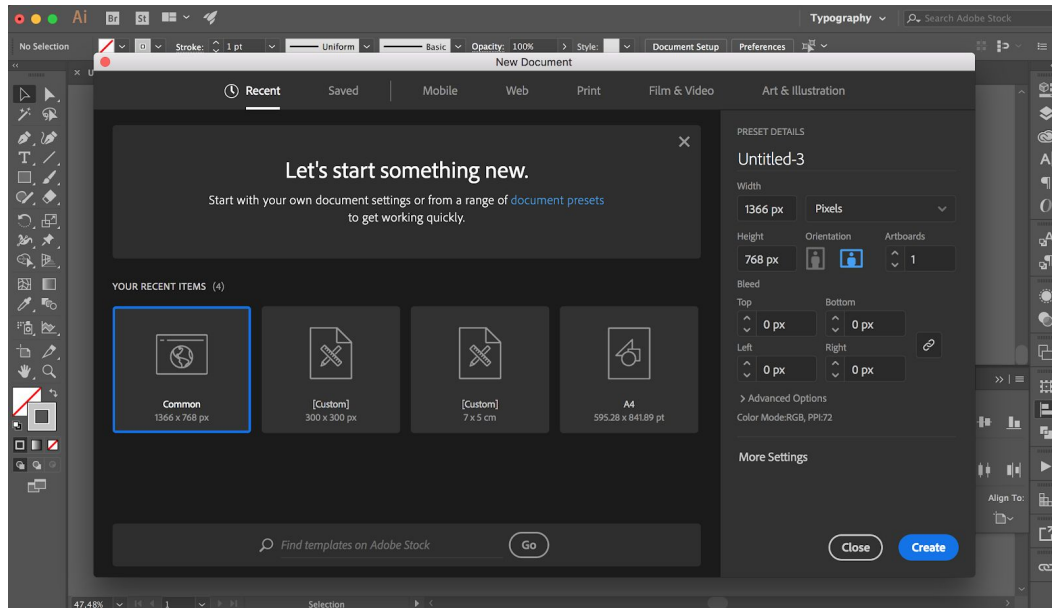 Ai Br St Typography Search Adobe Stock
No Selection Stroke: 1 pt Uniform Basic Opacity: 100% Style: Document Setup Preferences
New Document
Recent Saved Mobile Web Print Film & Video Art & Illustration
Let's start something new.
Start with your own document settings or from a range of document presets
to get working quickly.
YOUR RECENT ITEMS (4)
Common
1366 x 768 px
[Custom]
300 x 300 px
[Custom]
7 x 5 cm
A4
595.28 x 841.89 pt
Find templates on Adobe Stock Go
PRESET DETAILS
Untitled-3
Width
1366 px Pixels
Height Orientation Artboards
768 px 1
Bleed
Top Bottom
0 px 0 px
Left Right
0 px 0 px
> Advanced Options
Color Mode:RGB, PPI:72
More Settings
Close Create
Align To:
47.48% 1 Selection